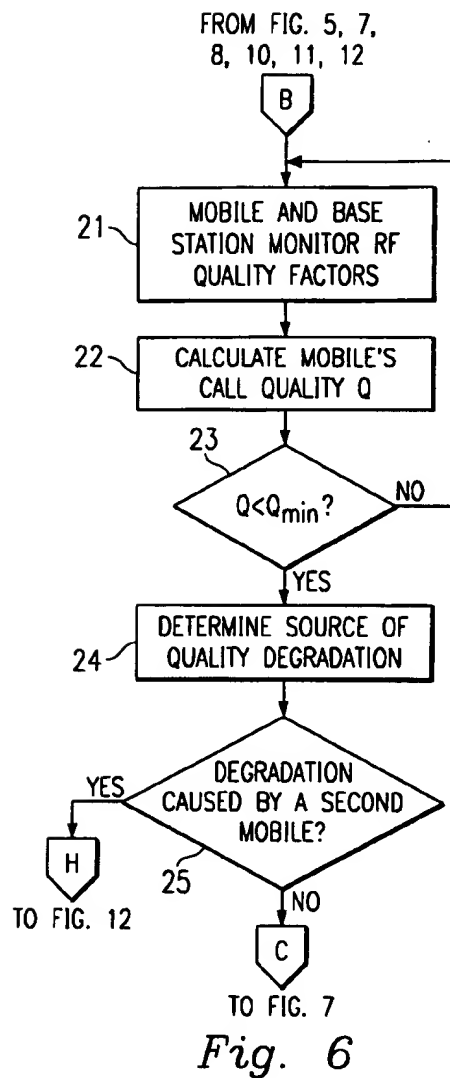 FROM FIG. 5, 7,
8, 10, 11, 12
B
21
MOBILE AND BASE
STATION MONITOR RF
QUALITY FACTORS
22
CALCULATE MOBILE'S
CALL QUALITY Q
23
Q<Qmin?
NO
YES
24
DETERMINE SOURCE OF
QUALITY DEGRADATION
DEGRADATION
CAUSED BY A SECOND
MOBILE?
YES
25
H
TO FIG. 12
NO
C
TO FIG. 7
Fig. 6